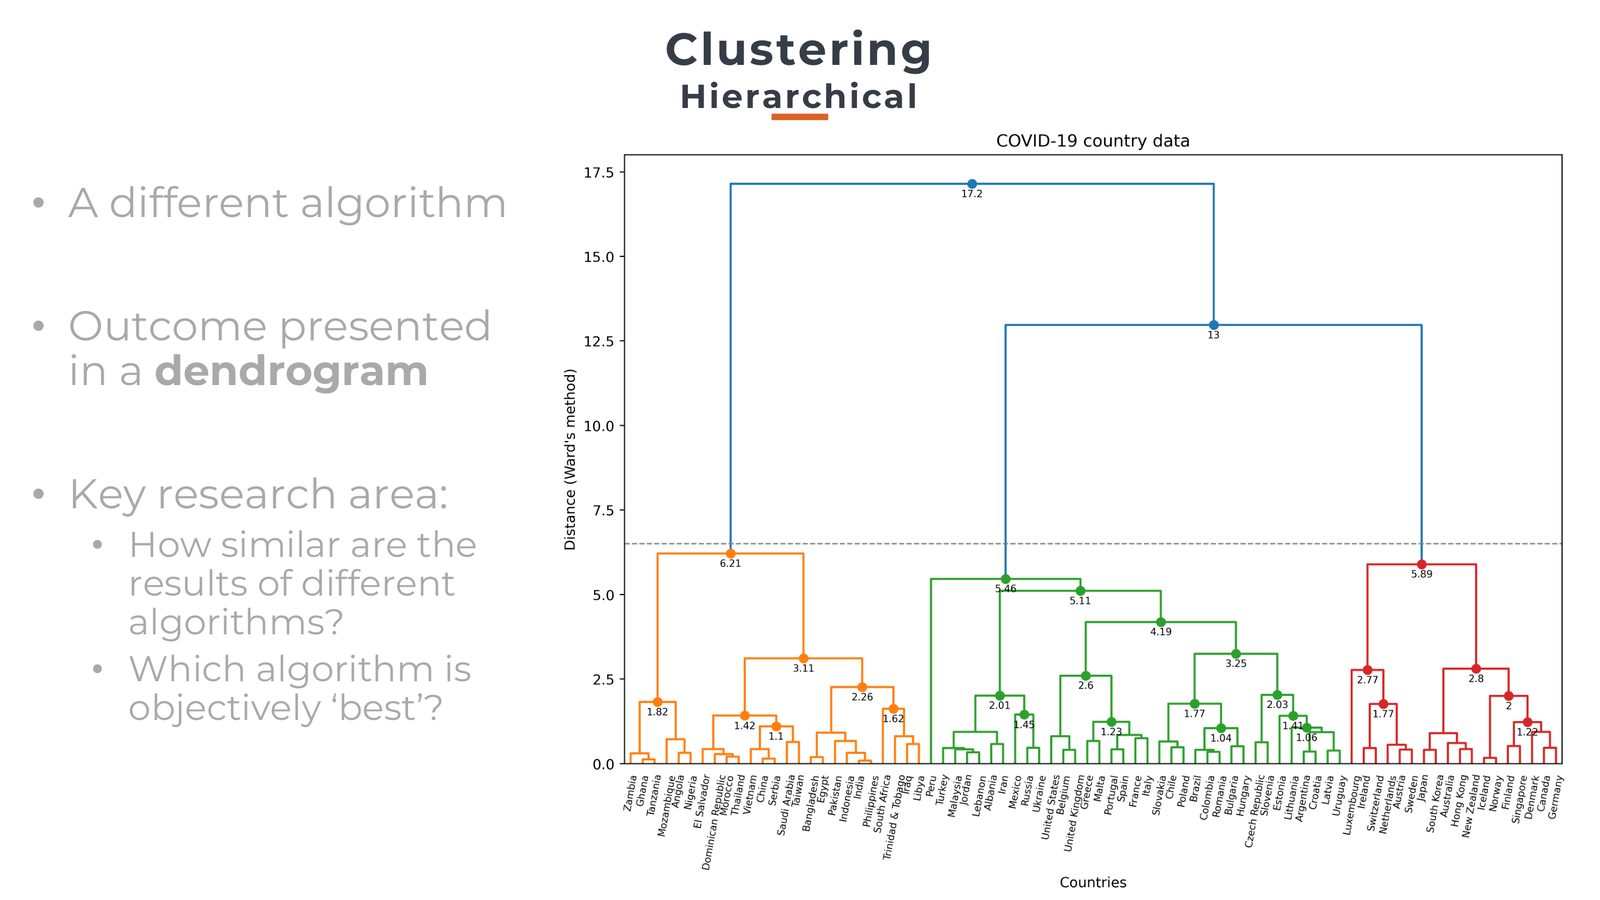 Clustering
Hierarchical
• A different algorithm
• Outcome presented
in a dendrogram
• Key research area:
• How similar are the
results of different
algorithms?
• Which algorithm is
objectively ‘best’?
COVID-19 country data
Distance (Ward's method)
17.5
15.0
12.5
10.0
7.5
5.0
2.5
0.0
17.2
13
6.21
5.89
5.46
5.11
4.19
3.25
3.11
2.77
2.8
2.6
2.26
2.03
2.01
2
1.82
1.77
1.77
1.62
1.45
1.42
1.41
1.23
1.22
1.1
1.06
1.04
Zambia
Ghana
Tanzania
Mozambique
Angola
Nigeria
El Salvador
Dominican Republic
Morocco
Thailand
Vietnam
China
Serbia
Saudi Arabia
Taiwan
Bangladesh
Egypt
Pakistan
Indonesia
India
Philippines
South Africa
Trinidad & Tobago
Iraq
Libya
Peru
Turkey
Malaysia
Jordan
Lebanon
Albania
Iran
Mexico
Russia
Ukraine
United States
Belgium
United Kingdom
Greece
Malta
Portugal
Spain
France
Italy
Slovakia
Chile
Poland
Brazil
Colombia
Romania
Bulgaria
Hungary
Czech Republic
Slovenia
Estonia
Lithuania
Argentina
Croatia
Latvia
Uruguay
Luxembourg
Ireland
Switzerland
Netherlands
Austria
Sweden
Japan
South Korea
Australia
Hong Kong
New Zealand
Iceland
Norway
Finland
Singapore
Denmark
Canada
Germany
Countries